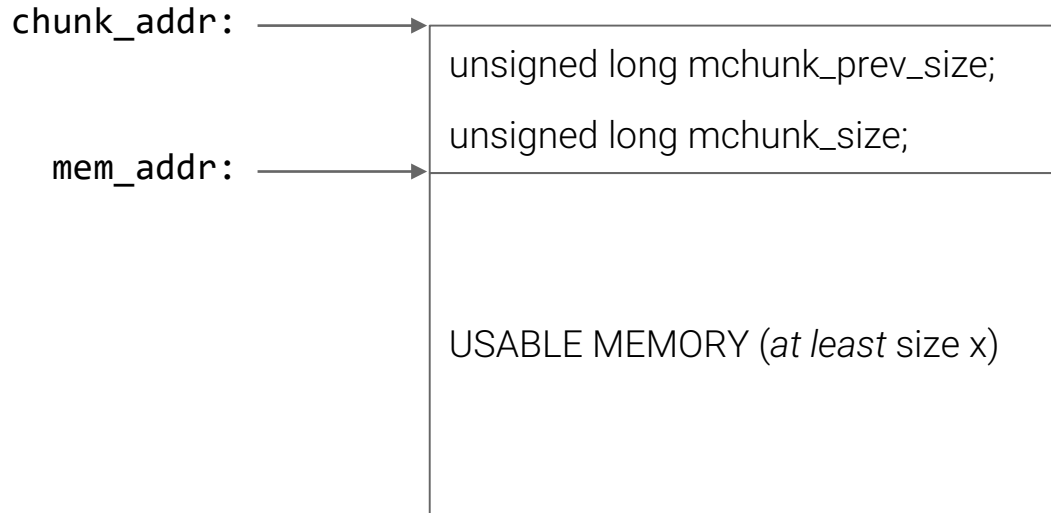 chunk_addr:
unsigned long mchunk_prev_size;
unsigned long mchunk_size;
mem_addr:
USABLE MEMORY (at least size x)